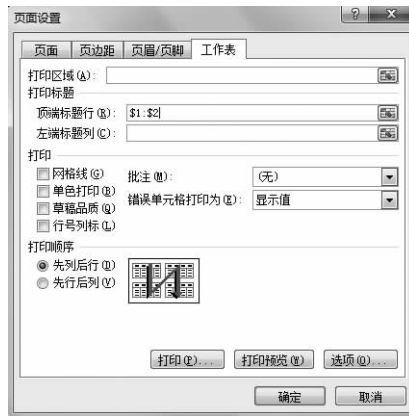 页面设置
页面 页边距 页眉/页脚 工作表
打印区域(A):
打印标题
顶端标题行(R): $1:$2
左端标题列(C):
打印
网格线(G) 批注(M): (无)
单色打印(B)
错误单元格打印为(E): 显示值
草稿品质(Q)
行号列标(L)
打印顺序
先列后行(D)
先行后列(V)
打印(P)... 打印预览(W) 选项(O)...
确定 取消